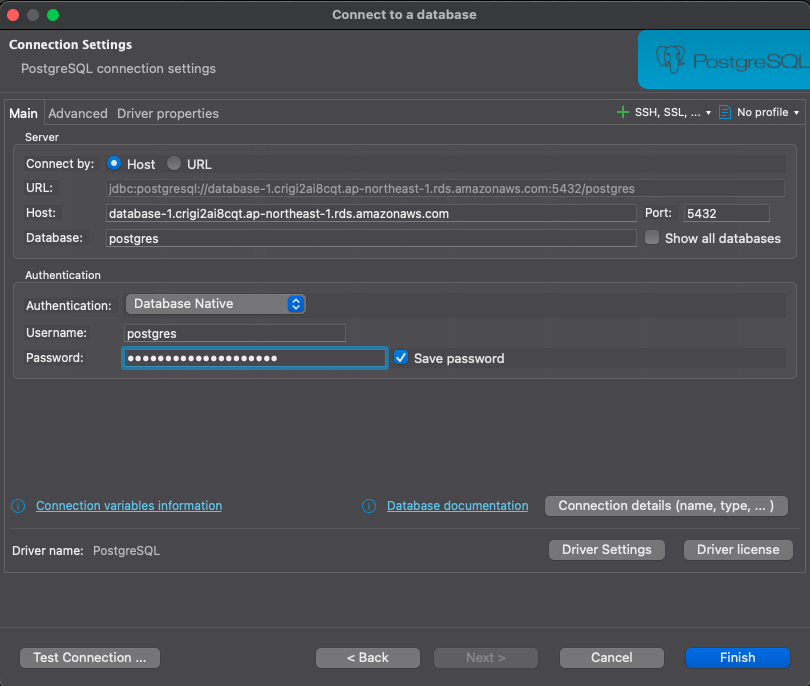 Connect to a database
Connection Settings
PostgreSQL connection settings
PostgreSQL
Main Advanced Driver properties SSH, SSL, ... No profile
Server
Connect by: Host URL
URL: jdbc:postgresql://database-1.crigi2ai8cqt.ap-northeast-1.rds.amazonaws.com:5432/postgres
Host: database-1.crigi2ai8cqt.ap-northeast-1.rds.amazonaws.com Port: 5432
Database: postgres Show all databases
Authentication
Authentication: Database Native
Username: postgres
Password: ●●●●●●●●●●●●●●●●●●●● Save password
Connection variables information Database documentation Connection details (name, type, ... )
Driver name: PostgreSQL Driver Settings Driver license
Test Connection ... < Back Next > Cancel Finish